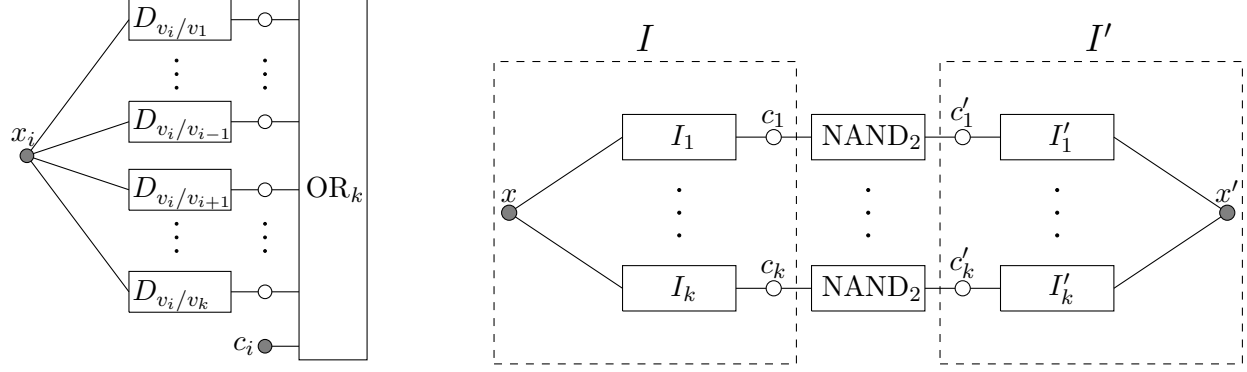 D_{v_i/v_1}
D_{v_i/v_{i-1}}
x_i
D_{v_i/v_{i+1}}
OR_k
D_{v_i/v_k}
c_i
I
I'
c_1
c'_1
I_1
NAND_2
I'_1
x
x'
c_k
c'_k
I_k
NAND_2
I'_k